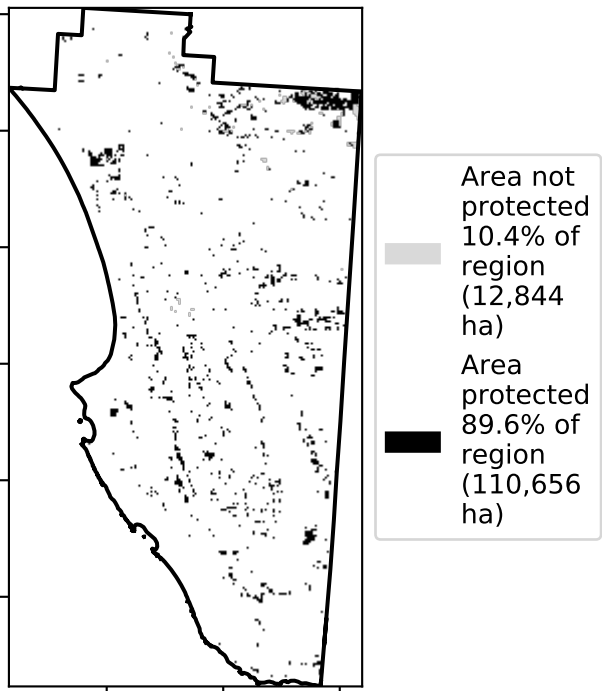 Area not
protected
10.4% of
region
(12,844
ha)
Area
protected
89.6% of
region
(110,656
ha)